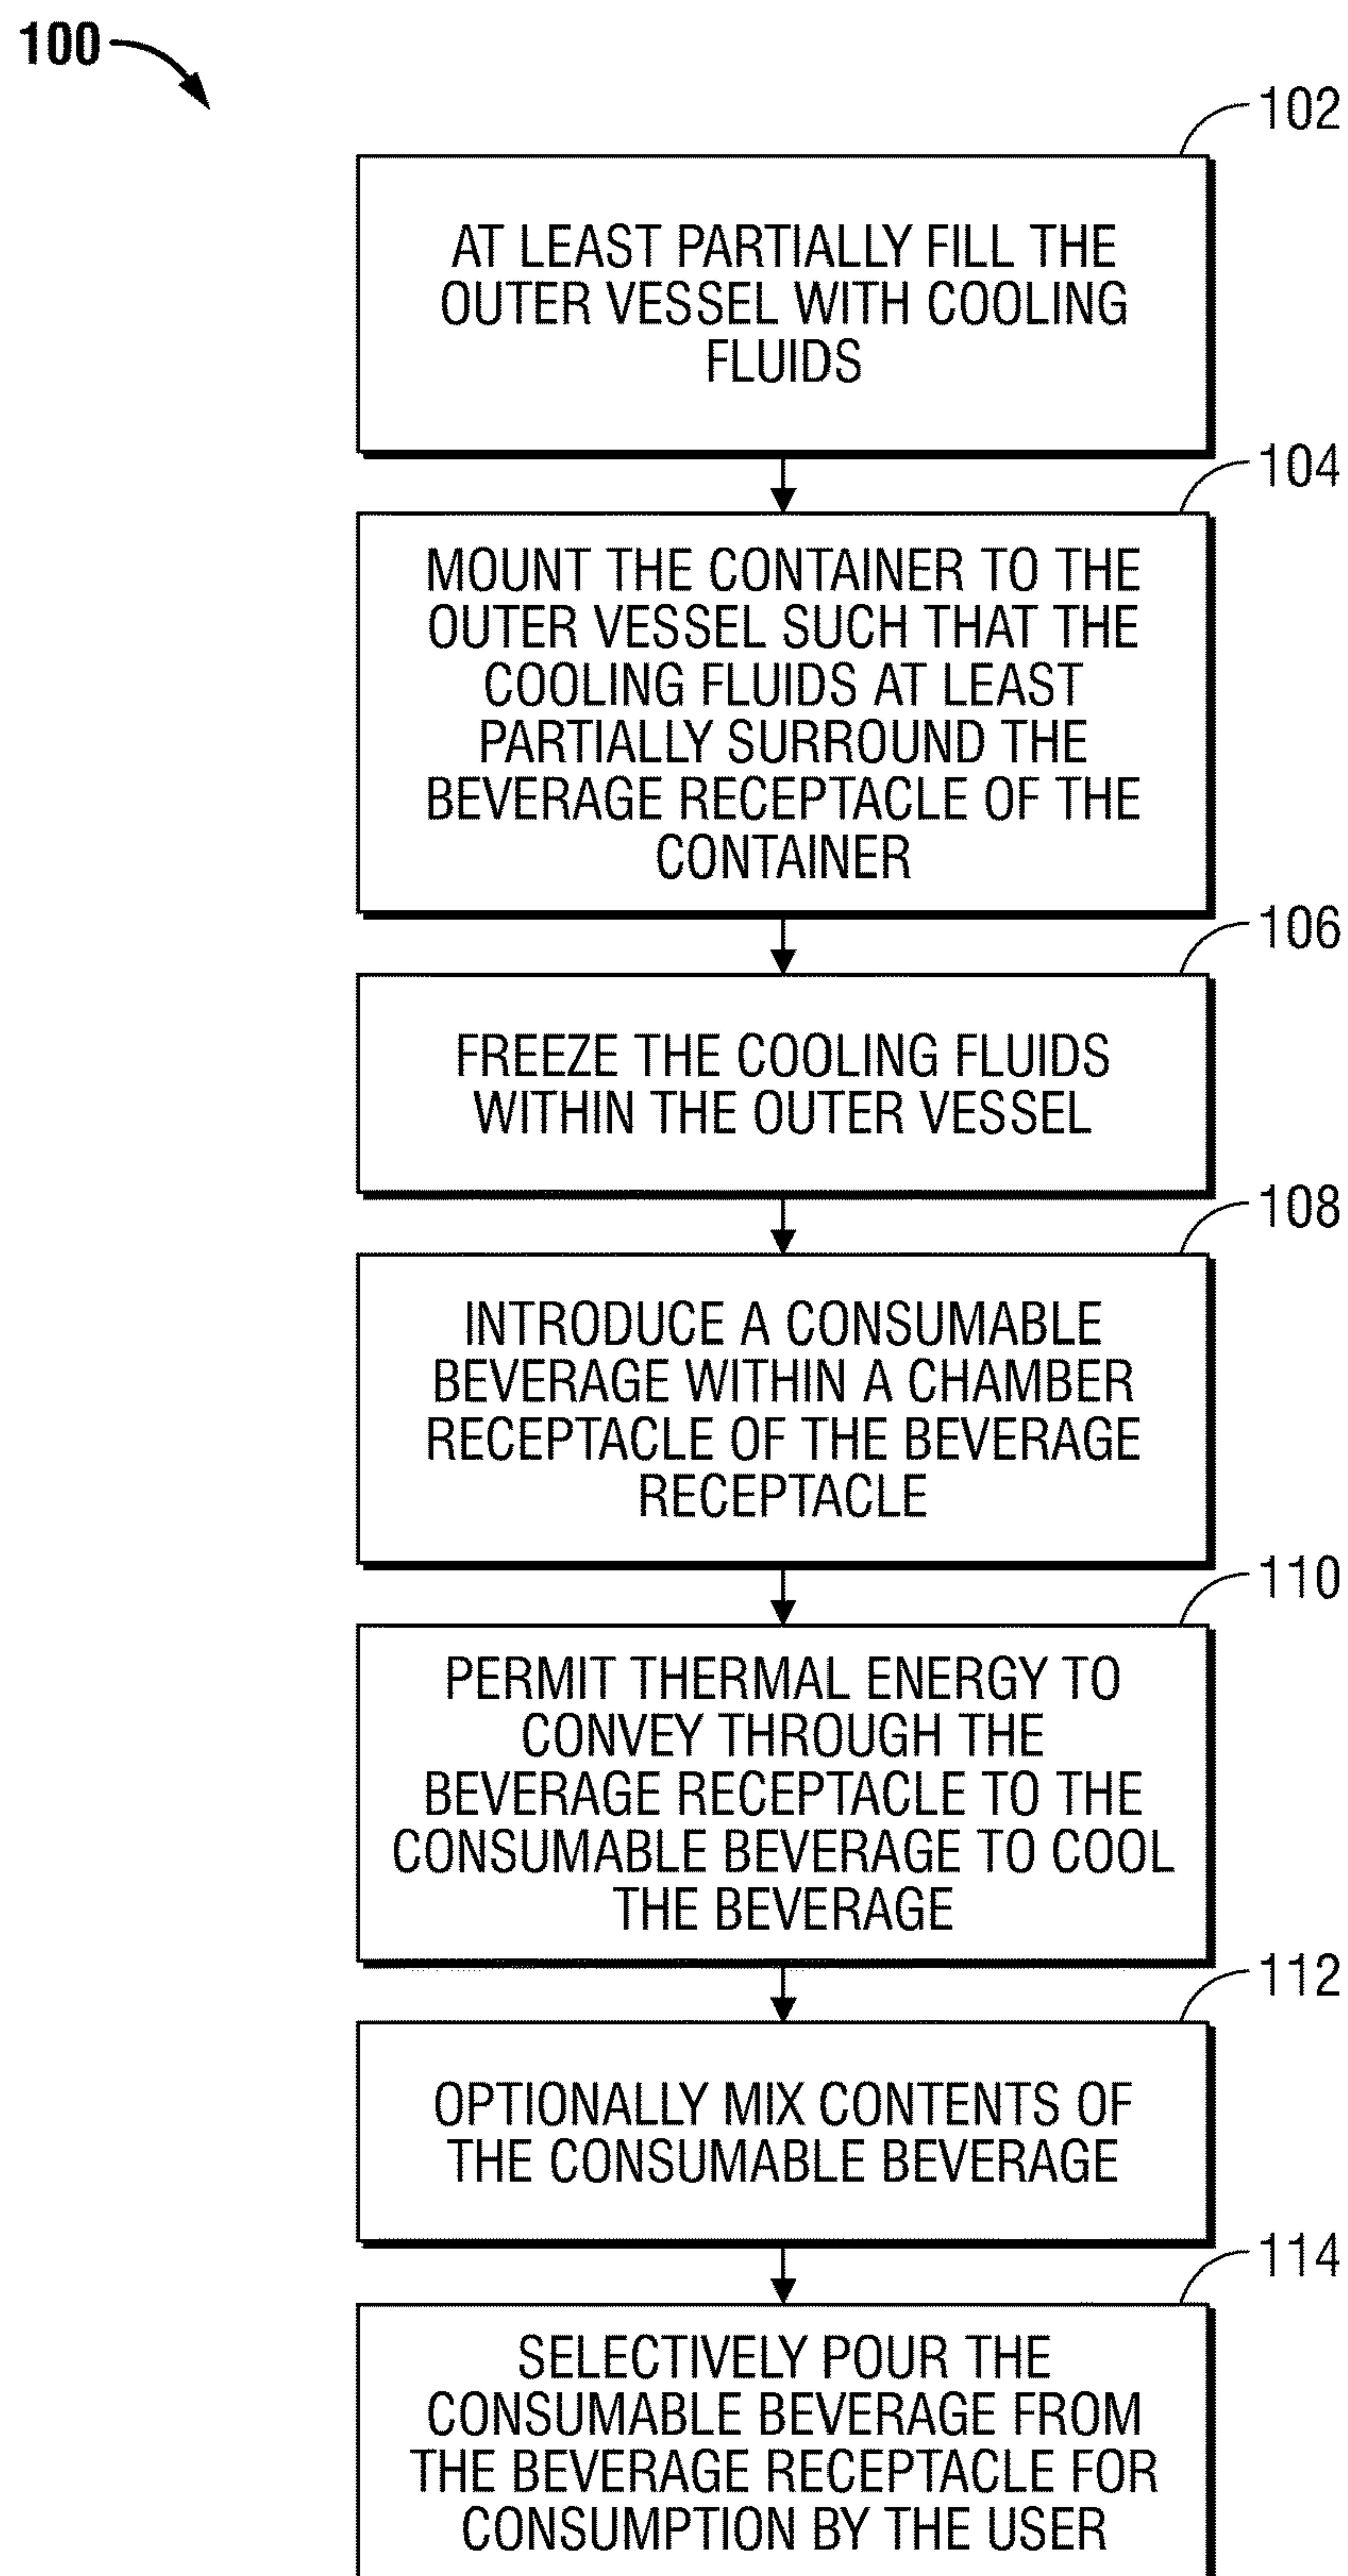 100
102
AT LEAST PARTIALLY FILL THE
OUTER VESSEL WITH COOLING
FLUIDS
104
MOUNT THE CONTAINER TO THE
OUTER VESSEL SUCH THAT THE
COOLING FLUIDS AT LEAST
PARTIALLY SURROUND THE
BEVERAGE RECEPTACLE OF THE
CONTAINER
106
FREEZE THE COOLING FLUIDS
WITHIN THE OUTER VESSEL
108
INTRODUCE A CONSUMABLE
BEVERAGE WITHIN A CHAMBER
RECEPTACLE OF THE BEVERAGE
RECEPTACLE
110
PERMIT THERMAL ENERGY TO
CONVEY THROUGH THE
BEVERAGE RECEPTACLE TO THE
CONSUMABLE BEVERAGE TO COOL
THE BEVERAGE
112
OPTIONALLY MIX CONTENTS OF
THE CONSUMABLE BEVERAGE
114
SELECTIVELY POUR THE
CONSUMABLE BEVERAGE FROM
THE BEVERAGE RECEPTACLE FOR
CONSUMPTION BY THE USER